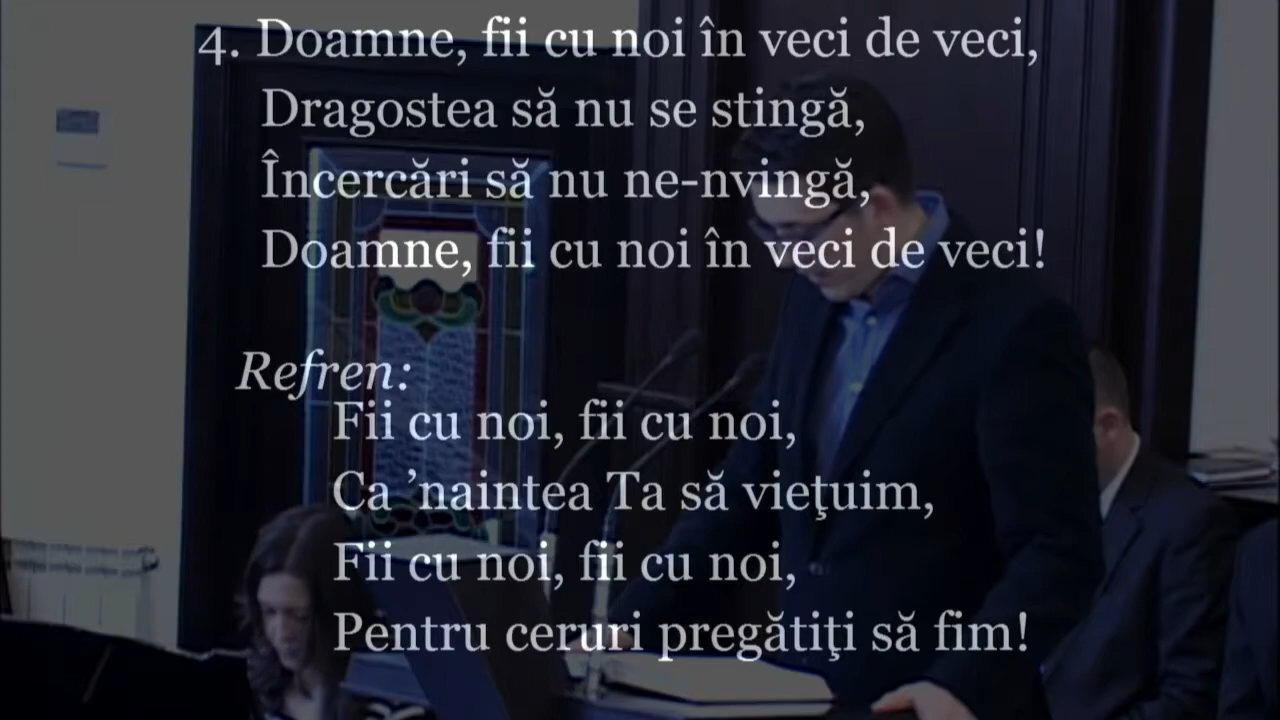 4. Doamne, fii cu noi în veci de veci,
Dragostea să nu se stingă,
Încercări să nu ne-nvingă,
Doamne, fii cu noi în veci de veci!
Refren:
Fii cu noi, fii cu noi,
Ca ’naintea Ta să vieţuim,
Fii cu noi, fii cu noi,
Pentru ceruri pregătiţi să fim!